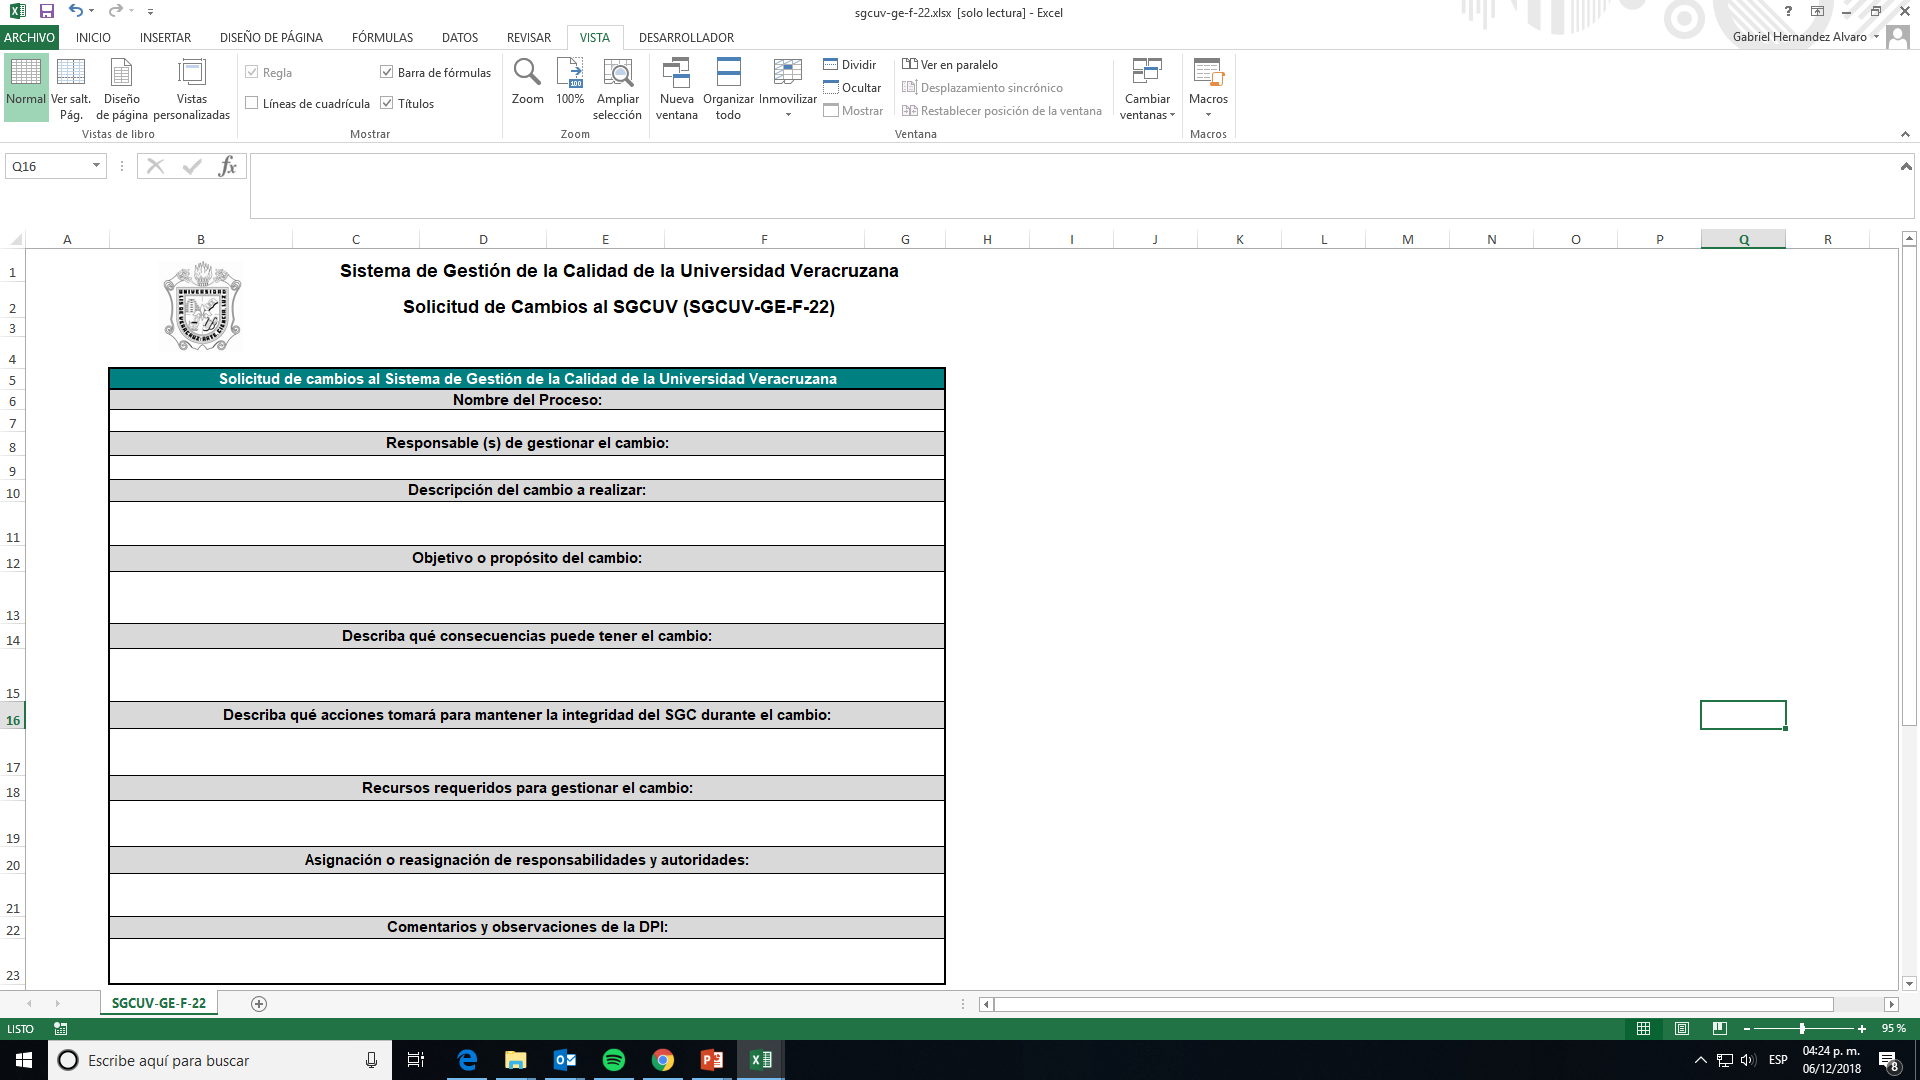 sgcuv-ge-f-22.xlsx [solo lectura] - Excel
ARCHIVO INICIO INSERTAR DISEÑO DE PÁGINA FÓRMULAS DATOS REVISAR VISTA DESARROLLADOR
Gabriel Hernandez Alvaro
Normal
Ver salt. Pág.
Diseño de página
Vistas personalizadas
Vistas de libro
Regla
Barra de fórmulas
Líneas de cuadrícula
Títulos
Mostrar
Zoom
100%
Ampliar selección
Zoom
Nueva ventana
Organizar todo
Inmovilizar
Dividir
Ocultar
Mostrar
Ver en paralelo
Desplazamiento sincrónico
Restablecer posición de la ventana
Ventana
Cambiar ventanas
Macros
Macros
Q16
fx
A B C D E F G H I J K L M N O P Q R
1
2
3
4
5
6
7
8
9
10
11
12
13
14
15
16
17
18
19
20
21
22
23
Sistema de Gestión de la Calidad de la Universidad Veracruzana
Solicitud de Cambios al SGCUV (SGCUV-GE-F-22)
UNIVERSIDAD
Solicitud de cambios al Sistema de Gestión de la Calidad de la Universidad Veracruzana
Nombre del Proceso:
Responsable (s) de gestionar el cambio:
Descripción del cambio a realizar:
Objetivo o propósito del cambio:
Describa qué consecuencias puede tener el cambio:
Describa qué acciones tomará para mantener la integridad del SGC durante el cambio:
Recursos requeridos para gestionar el cambio:
Asignación o reasignación de responsabilidades y autoridades:
Comentarios y observaciones de la DPI:
SGCUV-GE-F-22
LISTO
95 %
Escribe aquí para buscar
ESP
04:24 p. m.
06/12/2018
8